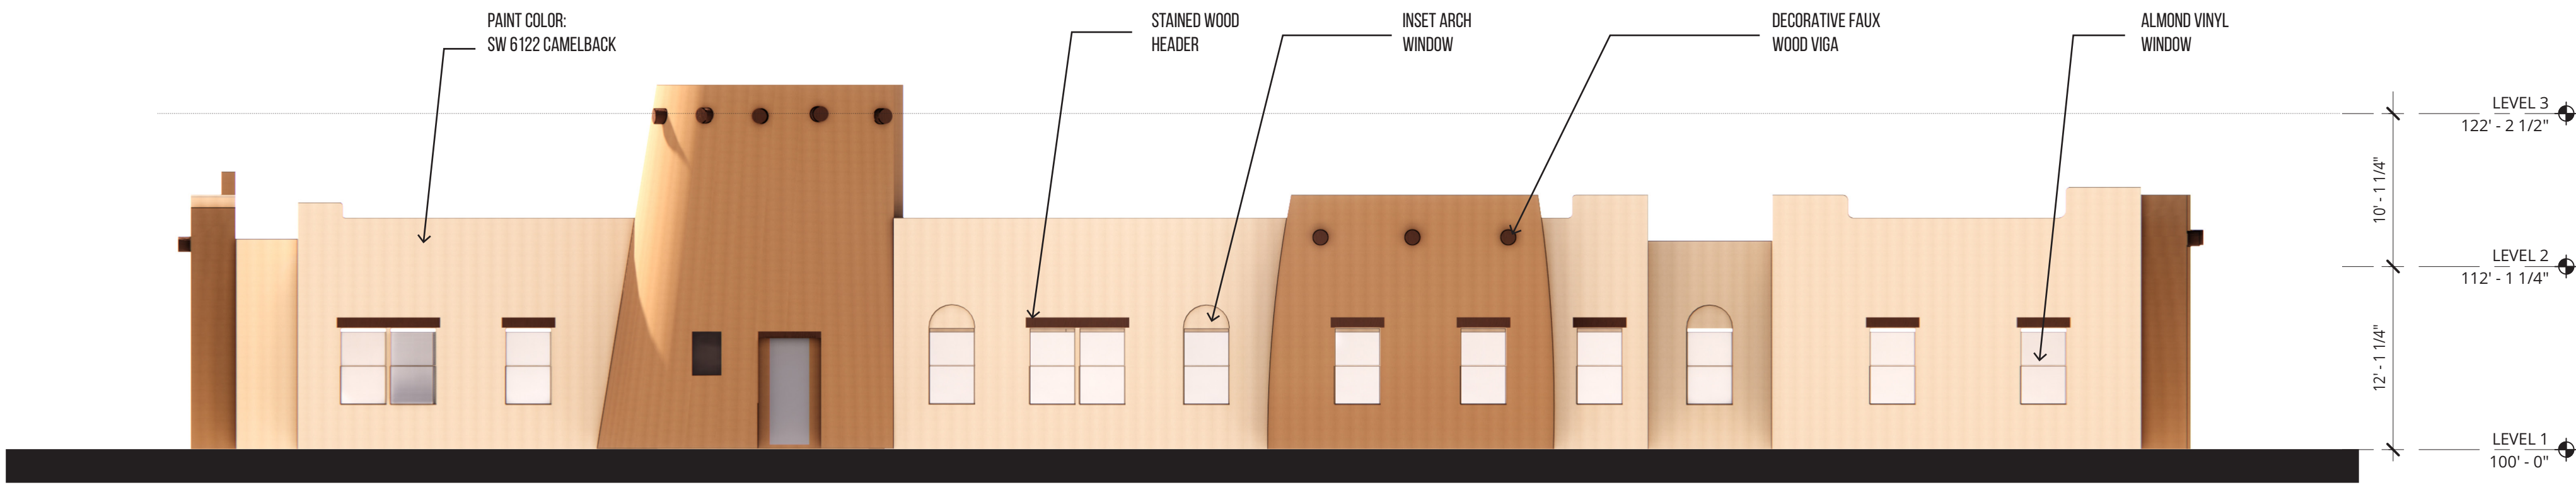 PAINT COLOR:
SW 6122 CAMELBACK
STAINED WOOD
HEADER
INSET ARCH
WINDOW
DECORATIVE FAUX
WOOD VIGA
ALMOND VINYL
WINDOW
LEVEL 3
122' - 2 1/2"
10' - 1 1/4"
LEVEL 2
112' - 1 1/4"
12' - 1 1/4"
LEVEL 1
100' - 0"